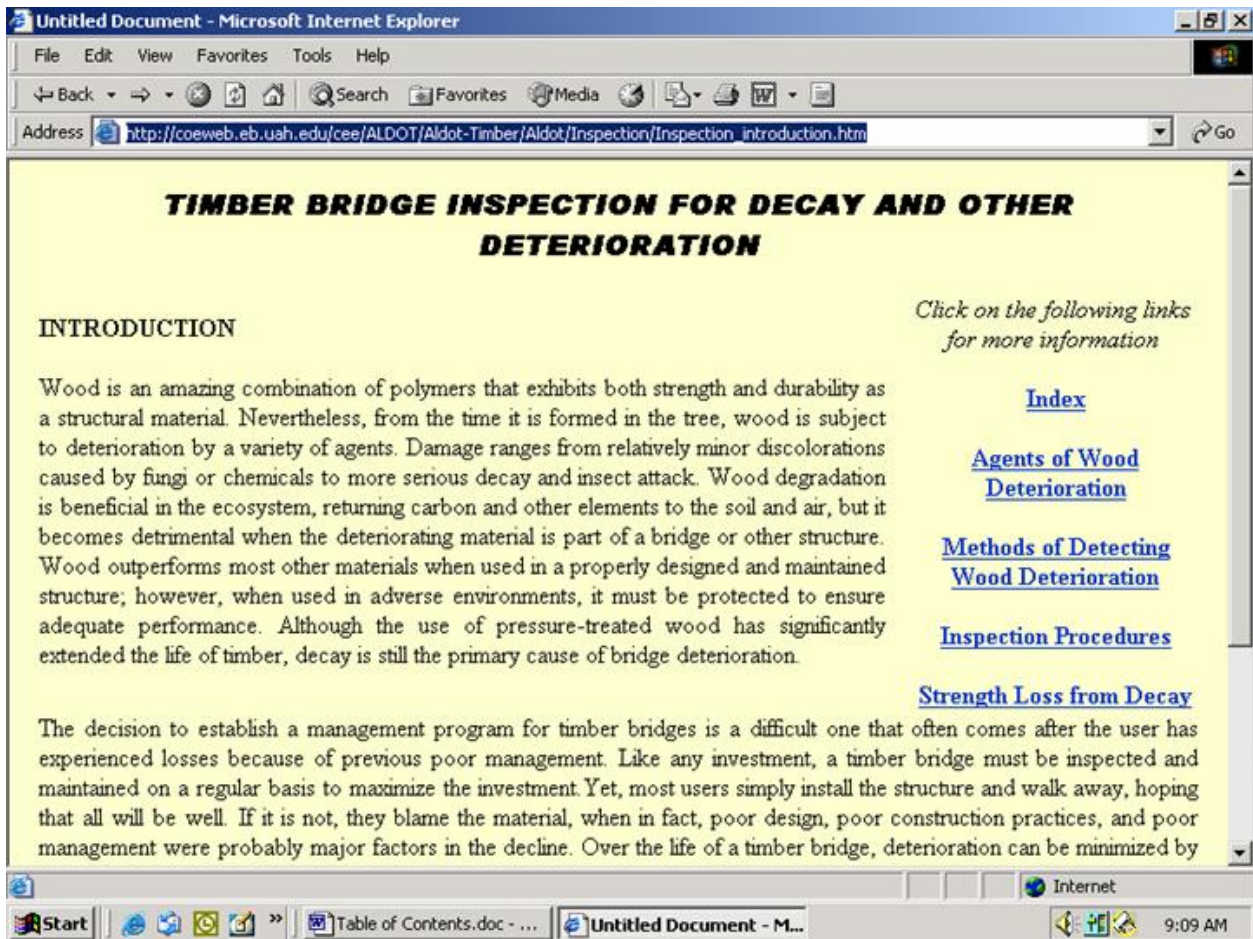 Untitled Document - Microsoft Internet Explorer
File Edit View Favorites Tools Help
Back Search Favorites Media
Address http://coeweb.eb.uah.edu/cee/ALDOT/Aldot-Timber/Aldot/Inspection/Inspection_introduction.htm Go
TIMBER BRIDGE INSPECTION FOR DECAY AND OTHER
DETERIORATION
INTRODUCTION
Wood is an amazing combination of polymers that exhibits both strength and durability as
a structural material. Nevertheless, from the time it is formed in the tree, wood is subject
to deterioration by a variety of agents. Damage ranges from relatively minor discolorations
caused by fungi or chemicals to more serious decay and insect attack. Wood degradation
is beneficial in the ecosystem, returning carbon and other elements to the soil and air, but it
becomes detrimental when the deteriorating material is part of a bridge or other structure.
Wood outperforms most other materials when used in a properly designed and maintained
structure; however, when used in adverse environments, it must be protected to ensure
adequate performance. Although the use of pressure-treated wood has significantly
extended the life of timber, decay is still the primary cause of bridge deterioration.
Click on the following links
for more information
Index
Agents of Wood
Deterioration
Methods of Detecting
Wood Deterioration
Inspection Procedures
Strength Loss from Decay
The decision to establish a management program for timber bridges is a difficult one that often comes after the user has
experienced losses because of previous poor management. Like any investment, a timber bridge must be inspected and
maintained on a regular basis to maximize the investment. Yet, most users simply install the structure and walk away, hoping
that all will be well. If it is not, they blame the material, when in fact, poor design, poor construction practices, and poor
management were probably major factors in the decline. Over the life of a timber bridge, deterioration can be minimized by
Internet
Start Table of Contents.doc - ... Untitled Document - M... 9:09 AM